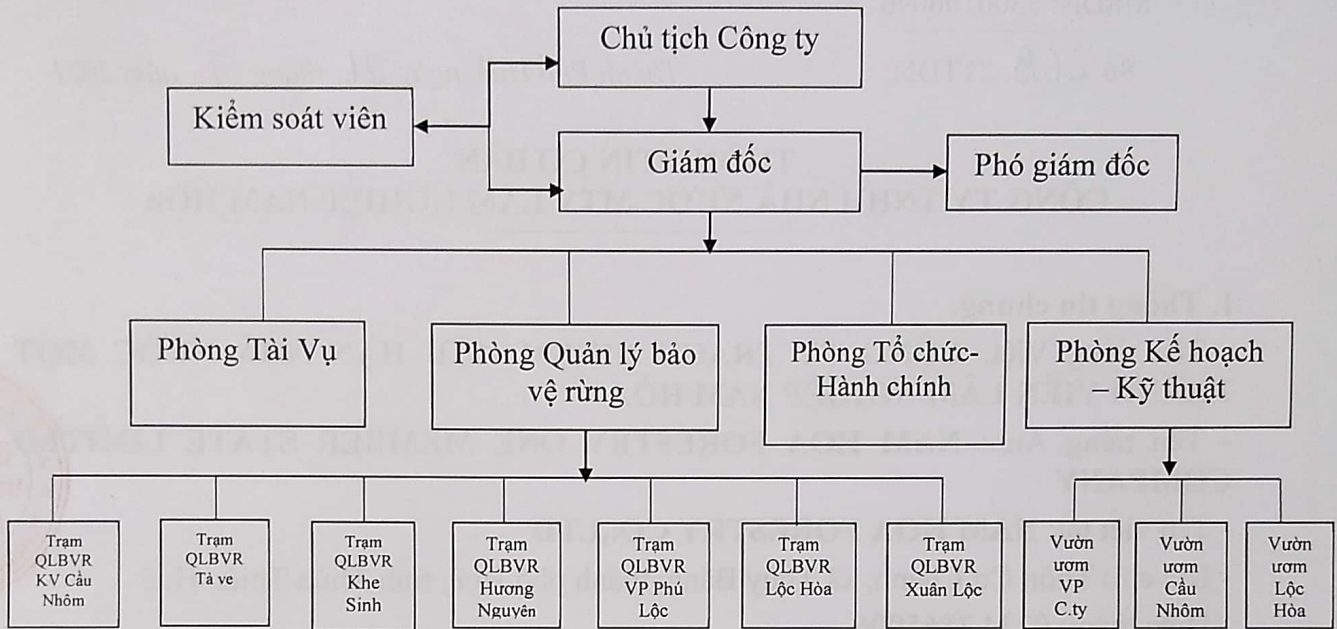 Chủ tịch Công ty
Kiểm soát viên
Giám đốc
Phó giám đốc
Phòng Tài Vụ
Phòng Quản lý bảo
vệ rừng
Phòng Tổ chức-
Hành chính
Phòng Kế hoạch
– Kỹ thuật
Trạm
QLBVR
KV Cầu
Nhôm
Trạm
QLBVR
Tả ve
Trạm
QLBVR
Khe
Sinh
Trạm
QLBVR
Hương
Nguyên
Trạm
QLBVR
VP Phú
Lộc
Trạm
QLBVR
Lộc Hòa
Trạm
QLBVR
Xuân Lộc
Vườn
ươm
VP
C.ty
Vườn
ươm
Cầu
Nhôm
Vườn
ươm
Lộc
Hòa